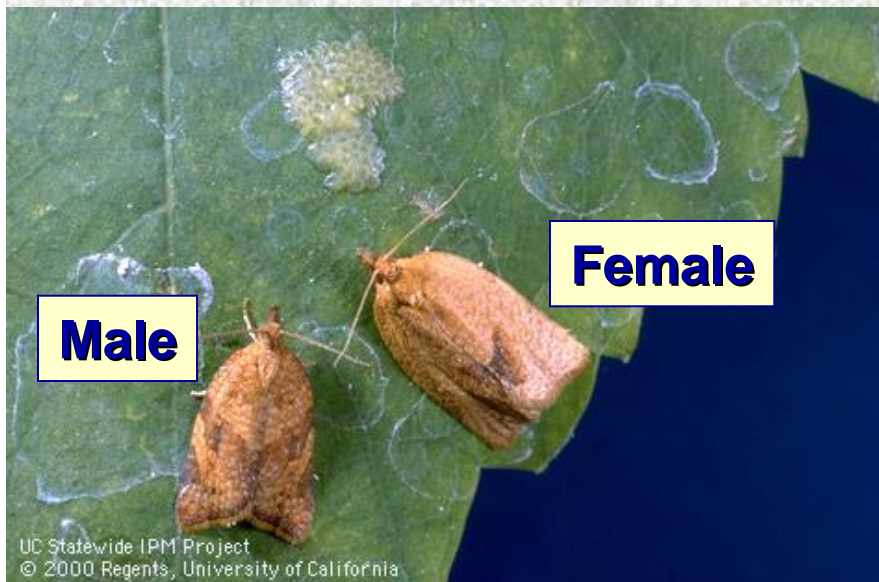 Male
Female
UC Statewide IPM Project
© 2000 Regents, University of California